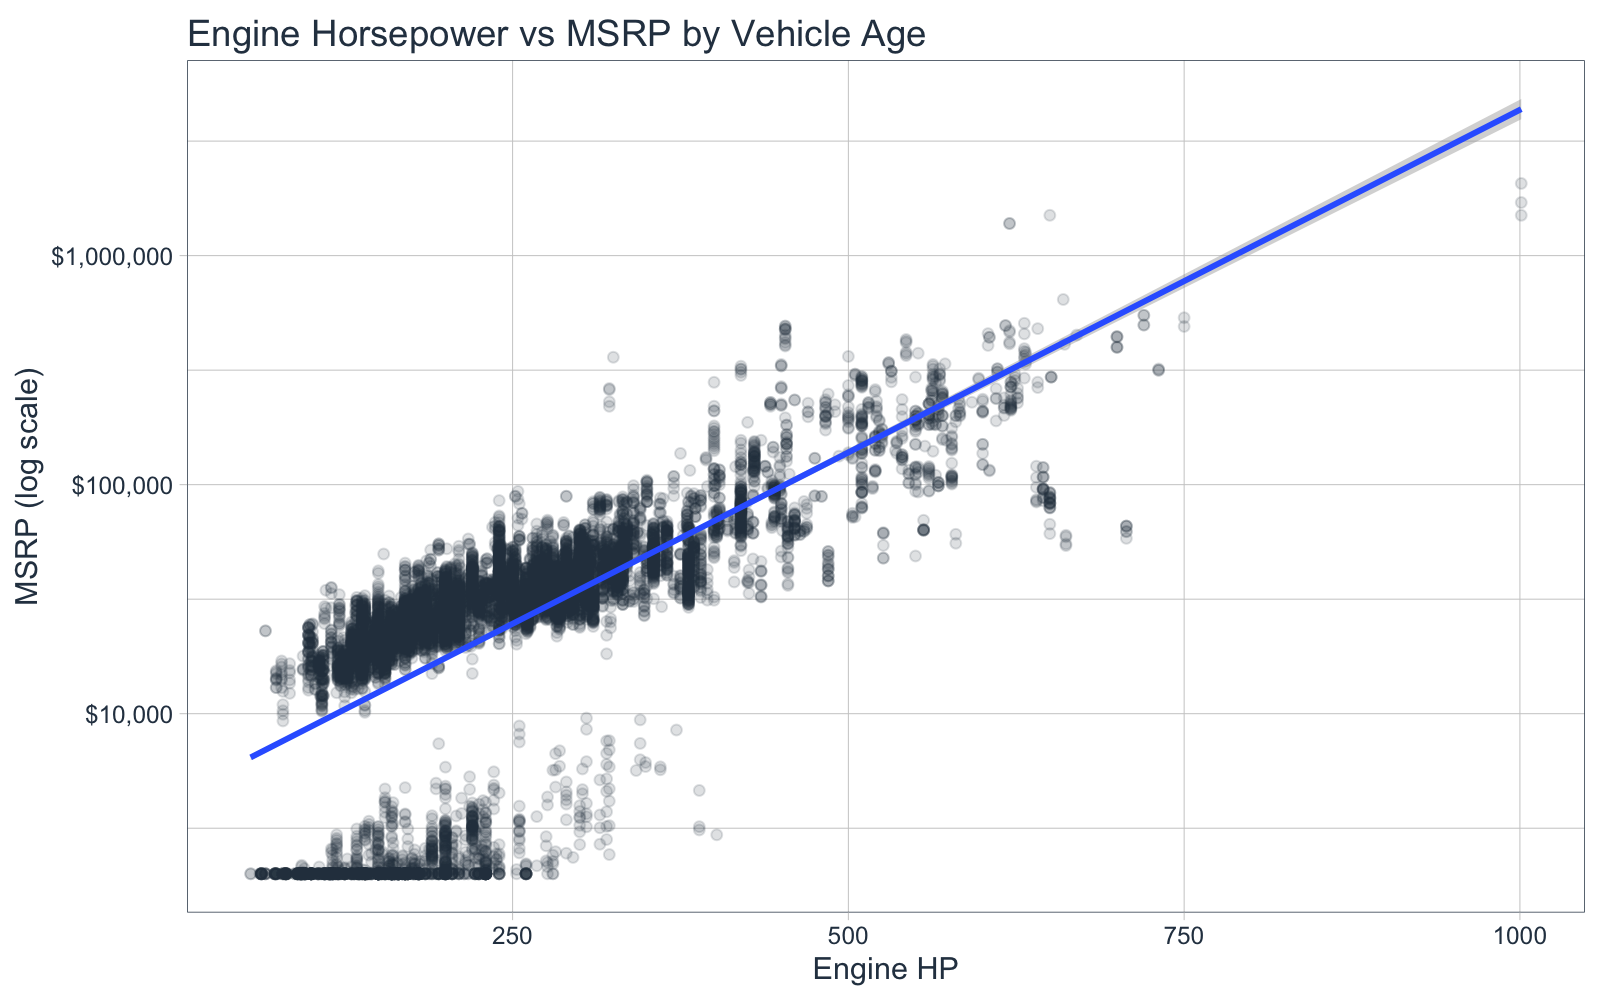 Engine Horsepower vs MSRP by Vehicle Age
MSRP (log scale)
$1,000,000
$100,000
$10,000
250
500
750
1000
Engine HP